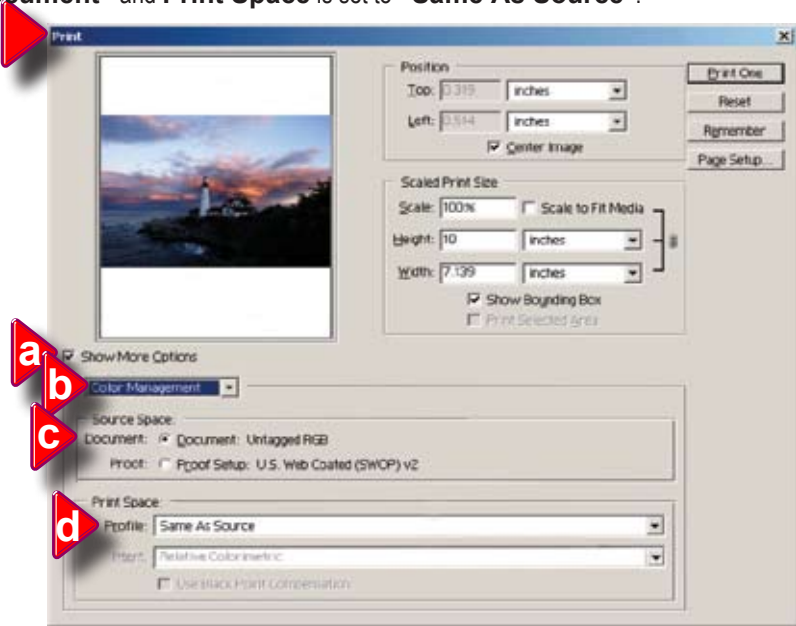 cument" and Print Space is set to "Same As Source".
Print
Position
Top: 0.319 inches
Left: 0.514 inches
Center Image
Print One
Reset
Remember
Page Setup...
Scaled Print Size
Scale: 100% Scale to Fit Media
Height: 10 inches
Width: 7.139 inches
Show Bounding Box
Print Selected Area
a Show More Options
b Color Management
Source Space:
c Document: Document: Untagged RGB
Proof: Proof Setup: U.S. Web Coated (SWOP) v2
Print Space
d Profile: Same As Source
Intent: Relative Colorimetric
Use Black Point Compensation